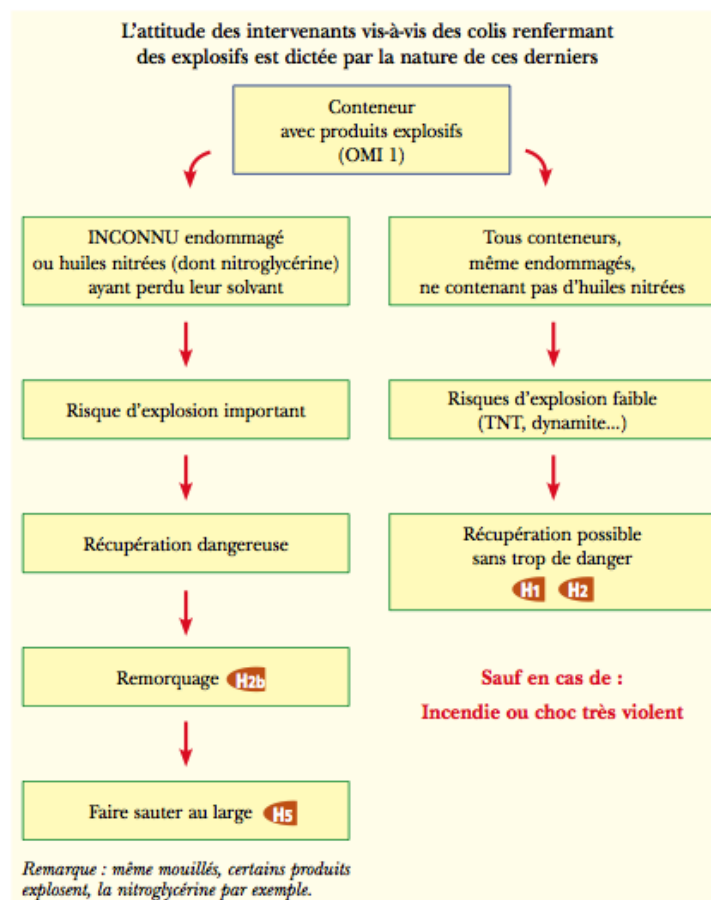 L'attitude des intervenants vis-à-vis des colis renfermant
des explosifs est dictée par la nature de ces derniers
Conteneur
avec produits explosifs
(OMI 1)
INCONNU endommagé
ou huiles nitrées (dont nitroglycérine)
ayant perdu leur solvant
Risque d'explosion important
Récupération dangereuse
Remorquage H2b
Faire sauter au large H5
Remarque : même mouillés, certains produits
explosent, la nitroglycérine par exemple.
Tous conteneurs,
même endommagés,
ne contenant pas d'huiles nitrées
Risques d'explosion faible
(TNT, dynamite...)
Récupération possible
sans trop de danger
H1 H2
Sauf en cas de :
Incendie ou choc très violent